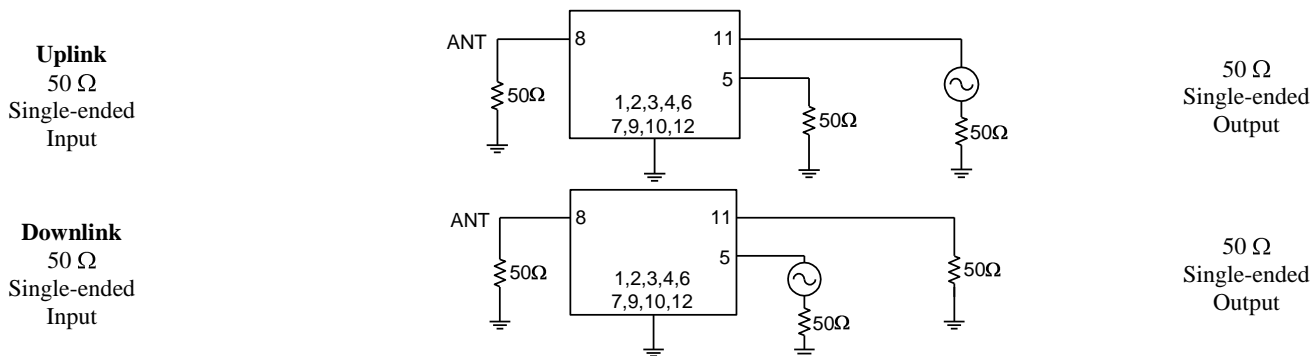 Uplink
50 Ω
Single-ended
Input
ANT
8
11
5
50Ω
1,2,3,4,6
7,9,10,12
50Ω
50Ω
50 Ω
Single-ended
Output
Downlink
50 Ω
Single-ended
Input
ANT
8
11
5
50Ω
1,2,3,4,6
7,9,10,12
50Ω
50Ω
50 Ω
Single-ended
Output